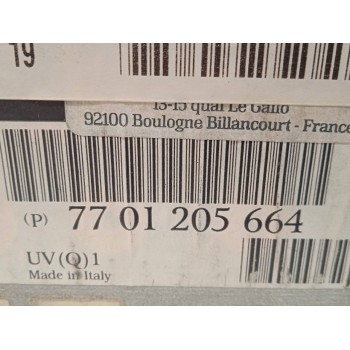 19
13-15 quai Le Gallo
92100 Boulogne Billancourt - France
(P) 77 01 205 664
UV(Q)1
Made in Italy